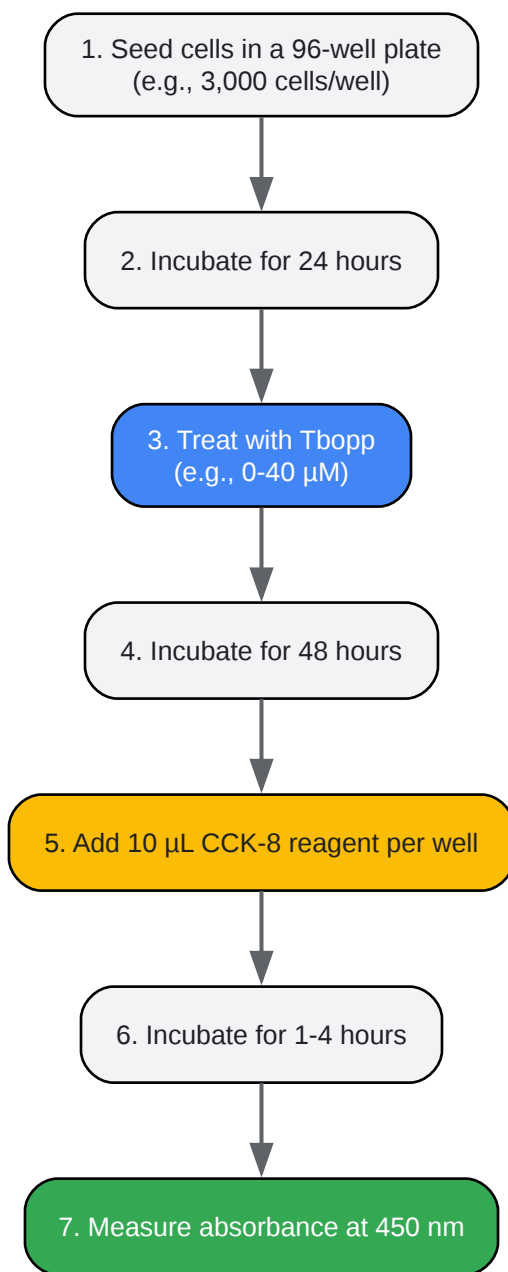 1. Seed cells in a 96-well plate
(e.g., 3,000 cells/well)
2. Incubate for 24 hours
3. Treat with Tbopp
(e.g., 0-40 µM)
4. Incubate for 48 hours
5. Add 10 µL CCK-8 reagent per well
6. Incubate for 1-4 hours
7. Measure absorbance at 450 nm